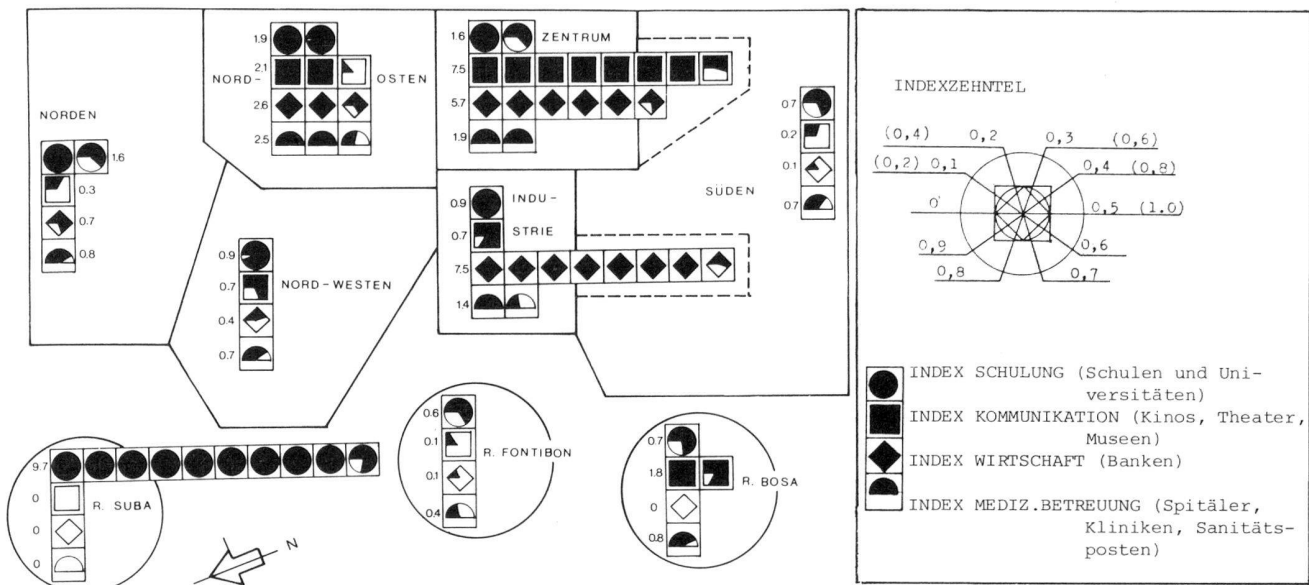 NORDEN
1.6
0.3
0.7
0.8
1.9
2,1
NORD- OSTEN
2.6
2.5
1.6 ZENTRUM
7.5
5.7
1.9
0.7
0.2
0.1
0.7
SÜDEN
0.9
INDU-
STRIE
0.7
7.5
1.4
0.9
0.7
NORD-WESTEN
0.4
0.7
9.7
0
R. SUBA
0
0
0.6
0.1
R. FONTIBON
0.1
0.4
0.7
1.8
R. BOSA
0
0.8
N
INDEXZEHNTEL
(0,4) 0,2 0,3 (0,6)
(0,2) 0,1 0,4 (0,8)
0 0,5 (1.0)
0,9 0,6
0,8 0,7
INDEX SCHULUNG (Schulen und Uni-
versitäten)
INDEX KOMMUNIKATION (Kinos, Theater,
Museen)
INDEX WIRTSCHAFT (Banken)
INDEX MEDIZ.BETREUUNG (Spitäler,
Kliniken, Sanitäts-
posten)